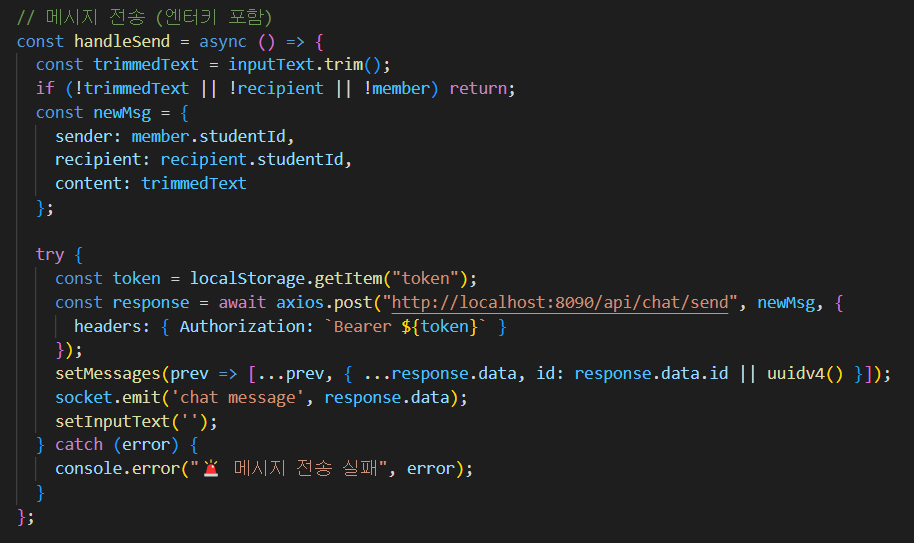 // 메시지 전송 (엔터키 포함)
const handleSend = async () => {
  const trimmedText = inputText.trim();
  if (!trimmedText || !recipient || !member) return;
  const newMsg = {
    sender: member.studentId,
    recipient: recipient.studentId,
    content: trimmedText
  };

  try {
    const token = localStorage.getItem("token");
    const response = await axios.post("http://localhost:8090/api/chat/send", newMsg, {
      headers: { Authorization: `Bearer ${token}` }
    });
    setMessages(prev => [...prev, { ...response.data, id: response.data.id || uuidv4() }]);
    socket.emit('chat message', response.data);
    setInputText('');
  } catch (error) {
    console.error("🚨 메시지 전송 실패", error);
  }
};